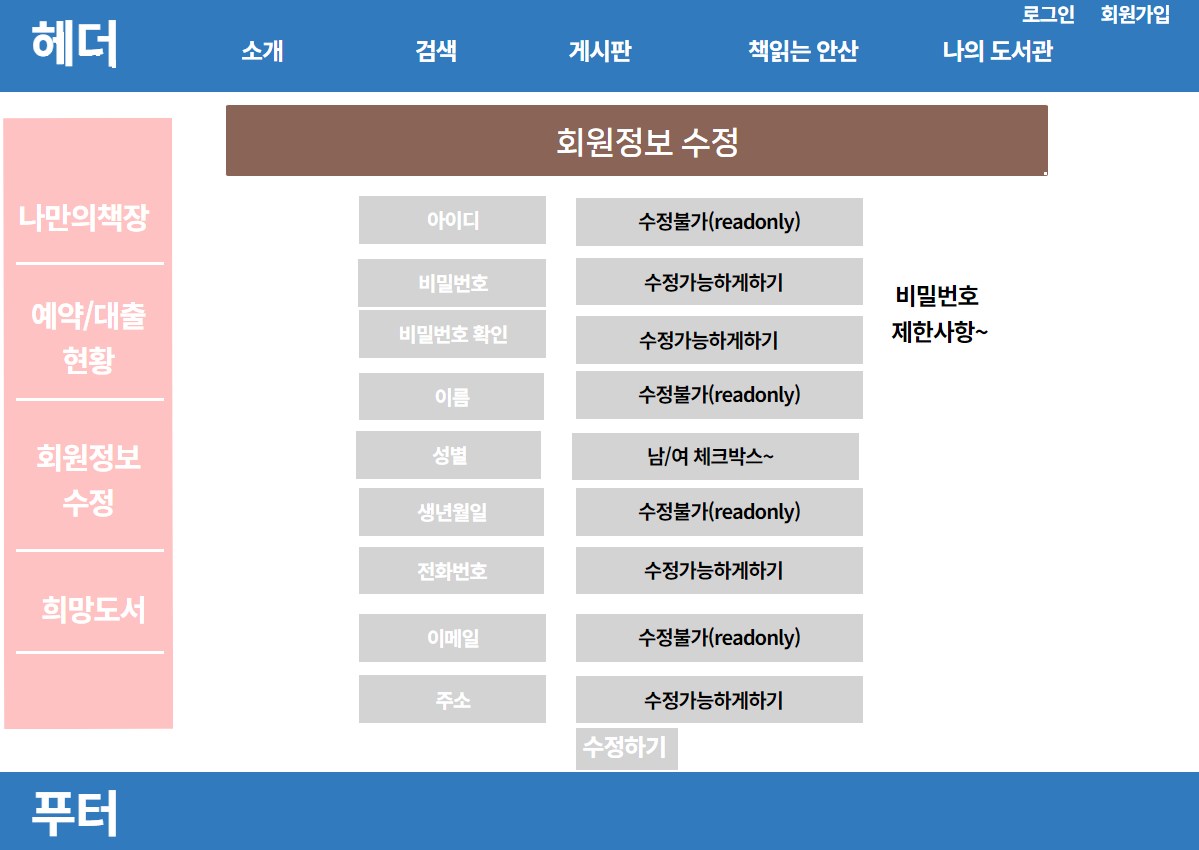 로그인 회원가입
헤더
소개 검색 게시판 책읽는 안산 나의 도서관
회원정보 수정
나만의책장
예약/대출
현황
회원정보
수정
희망도서
아이디 수정불가(readonly)
비밀번호 수정가능하게하기
비밀번호 확인 수정가능하게하기
비밀번호
제한사항~
이름 수정불가(readonly)
성별 남/여 체크박스~
생년월일 수정불가(readonly)
전화번호 수정가능하게하기
이메일 수정불가(readonly)
주소 수정가능하게하기
수정하기
푸터